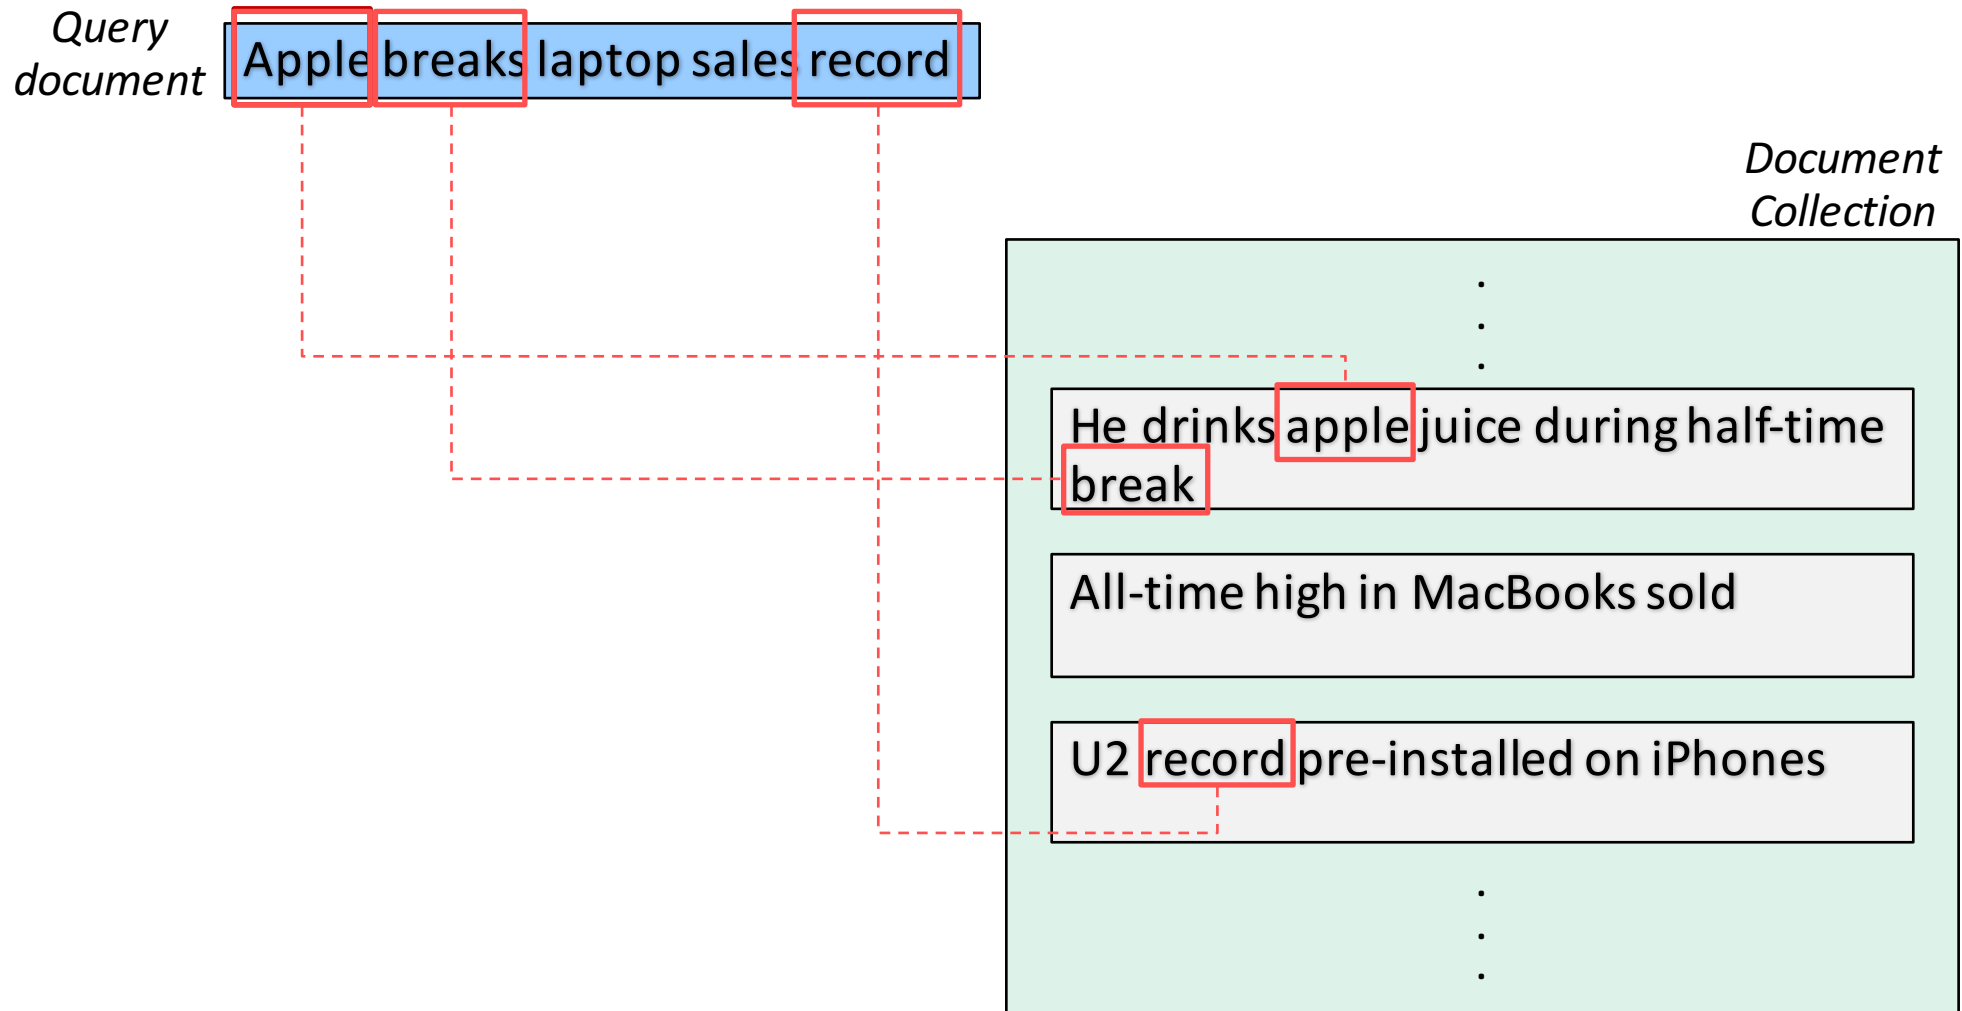 Query
document
Apple breaks laptop sales record
Document
Collection
.
.
.
He drinks apple juice during half-time
break
All-time high in MacBooks sold
U2 record pre-installed on iPhones
.
.
.